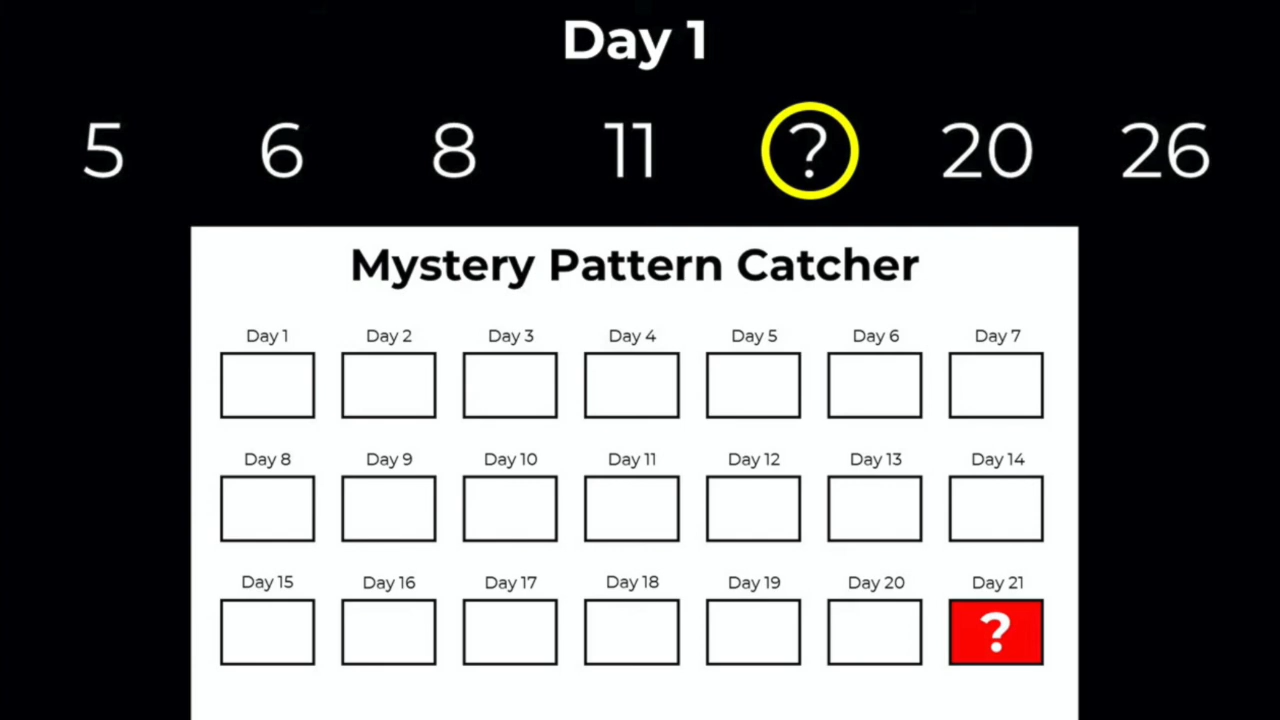 Day 1
5 6 8 11 ? 20 26
Mystery Pattern Catcher
Day 1 Day 2 Day 3 Day 4 Day 5 Day 6 Day 7
Day 8 Day 9 Day 10 Day 11 Day 12 Day 13 Day 14
Day 15 Day 16 Day 17 Day 18 Day 19 Day 20 Day 21
?